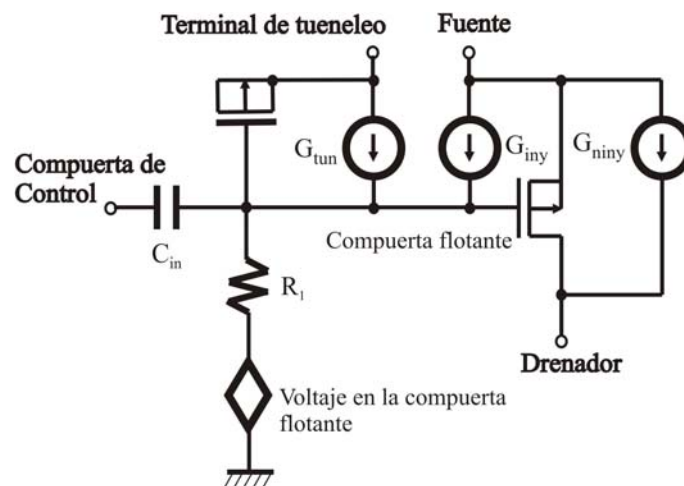 Terminal de tueneleo
Fuente
G_tun
G_iny
G_niny
Compuerta de
Control
C_in
Compuerta flotante
R_1
Drenador
Voltaje en la compuerta
flotante